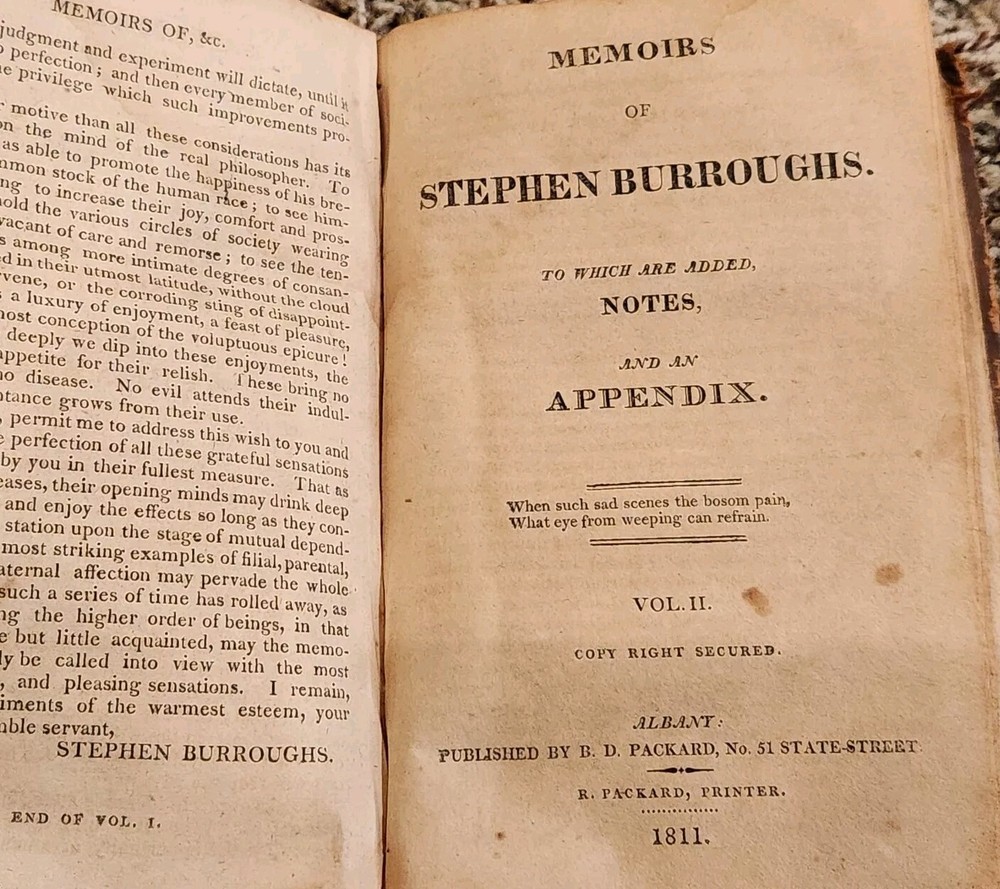 MEMOIRS OF, &c.
judgment and experiment will dictate, until it
perfection; and then every member of soci-
privilege which such improvements pro-
motive than all these considerations has its
on the mind of the real philosopher. To
as able to promote the happiness of his bre-
mmon stock of the human race; to see him-
ng to increase their joy, comfort and pros-
hold the various circles of society wearing
vacant of care and remorse; to see the ten-
s among more intimate degrees of consan-
d in their utmost latitude, without the cloud
rvene, or the corroding sting of disappoint-
s a luxury of enjoyment, a feast of pleasure,
most conception of the voluptuous epicure!
deeply we dip into these enjoyments, the
appetite for their relish. These bring no
no disease. No evil attends their indul-
ntance grows from their use.
, permit me to address this wish to you and
e perfection of all these grateful sensations
by you in their fullest measure. That as
eases, their opening minds may drink deep
and enjoy the effects so long as they con-
station upon the stage of mutual depend-
most striking examples of filial, parental,
aternal affection may pervade the whole
such a series of time has rolled away, as
ng the higher order of beings, in that
e but little acquainted, may the memo-
ly be called into view with the most
, and pleasing sensations. I remain,
iments of the warmest esteem, your
mble servant,
STEPHEN BURROUGHS.
END OF VOL. I.
MEMOIRS
OF
STEPHEN BURROUGHS.
TO WHICH ARE ADDED,
NOTES,
AND AN
APPENDIX.
When such sad scenes the bosom pain,
What eye from weeping can refrain.
VOL. II.
COPY RIGHT SECURED.
ALBANY:
PUBLISHED BY B. D. PACKARD, No. 51 STATE-STREET
R. PACKARD, PRINTER.
1811.